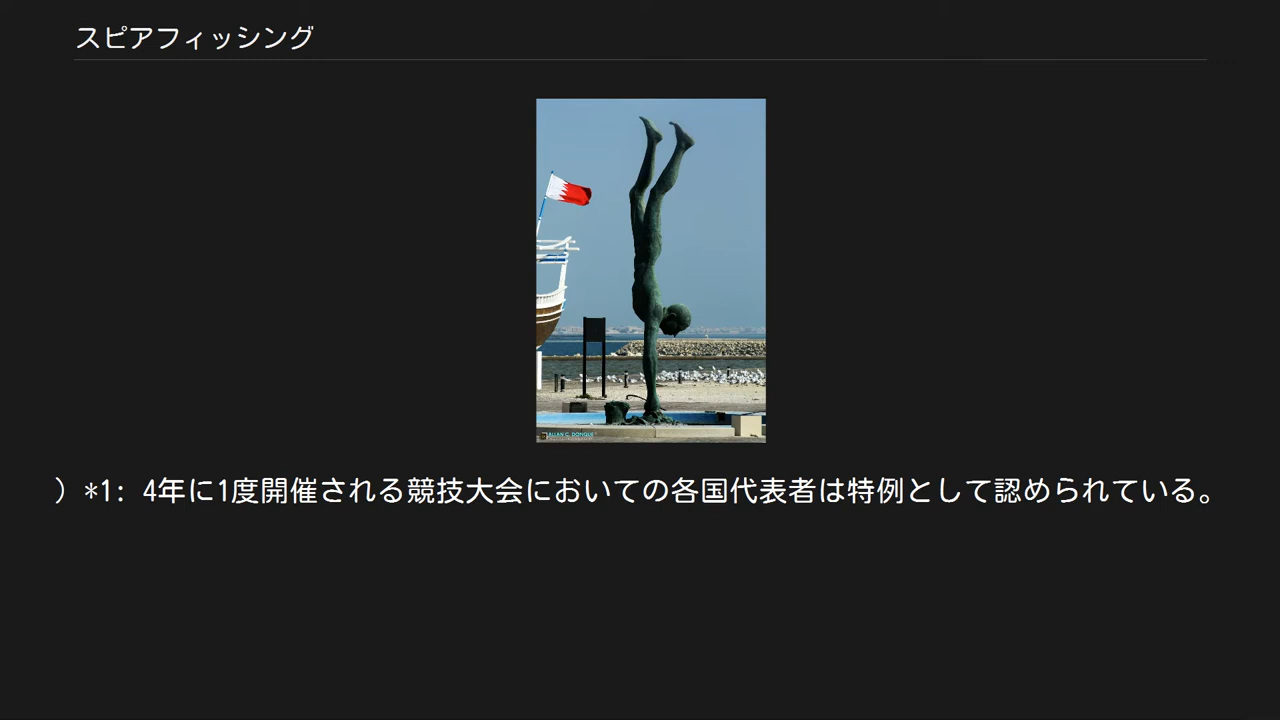 スピアフィッシング
ALLAN C. DONQUE
）*1: 4年に1度開催される競技大会においての各国代表者は特例として認められている。